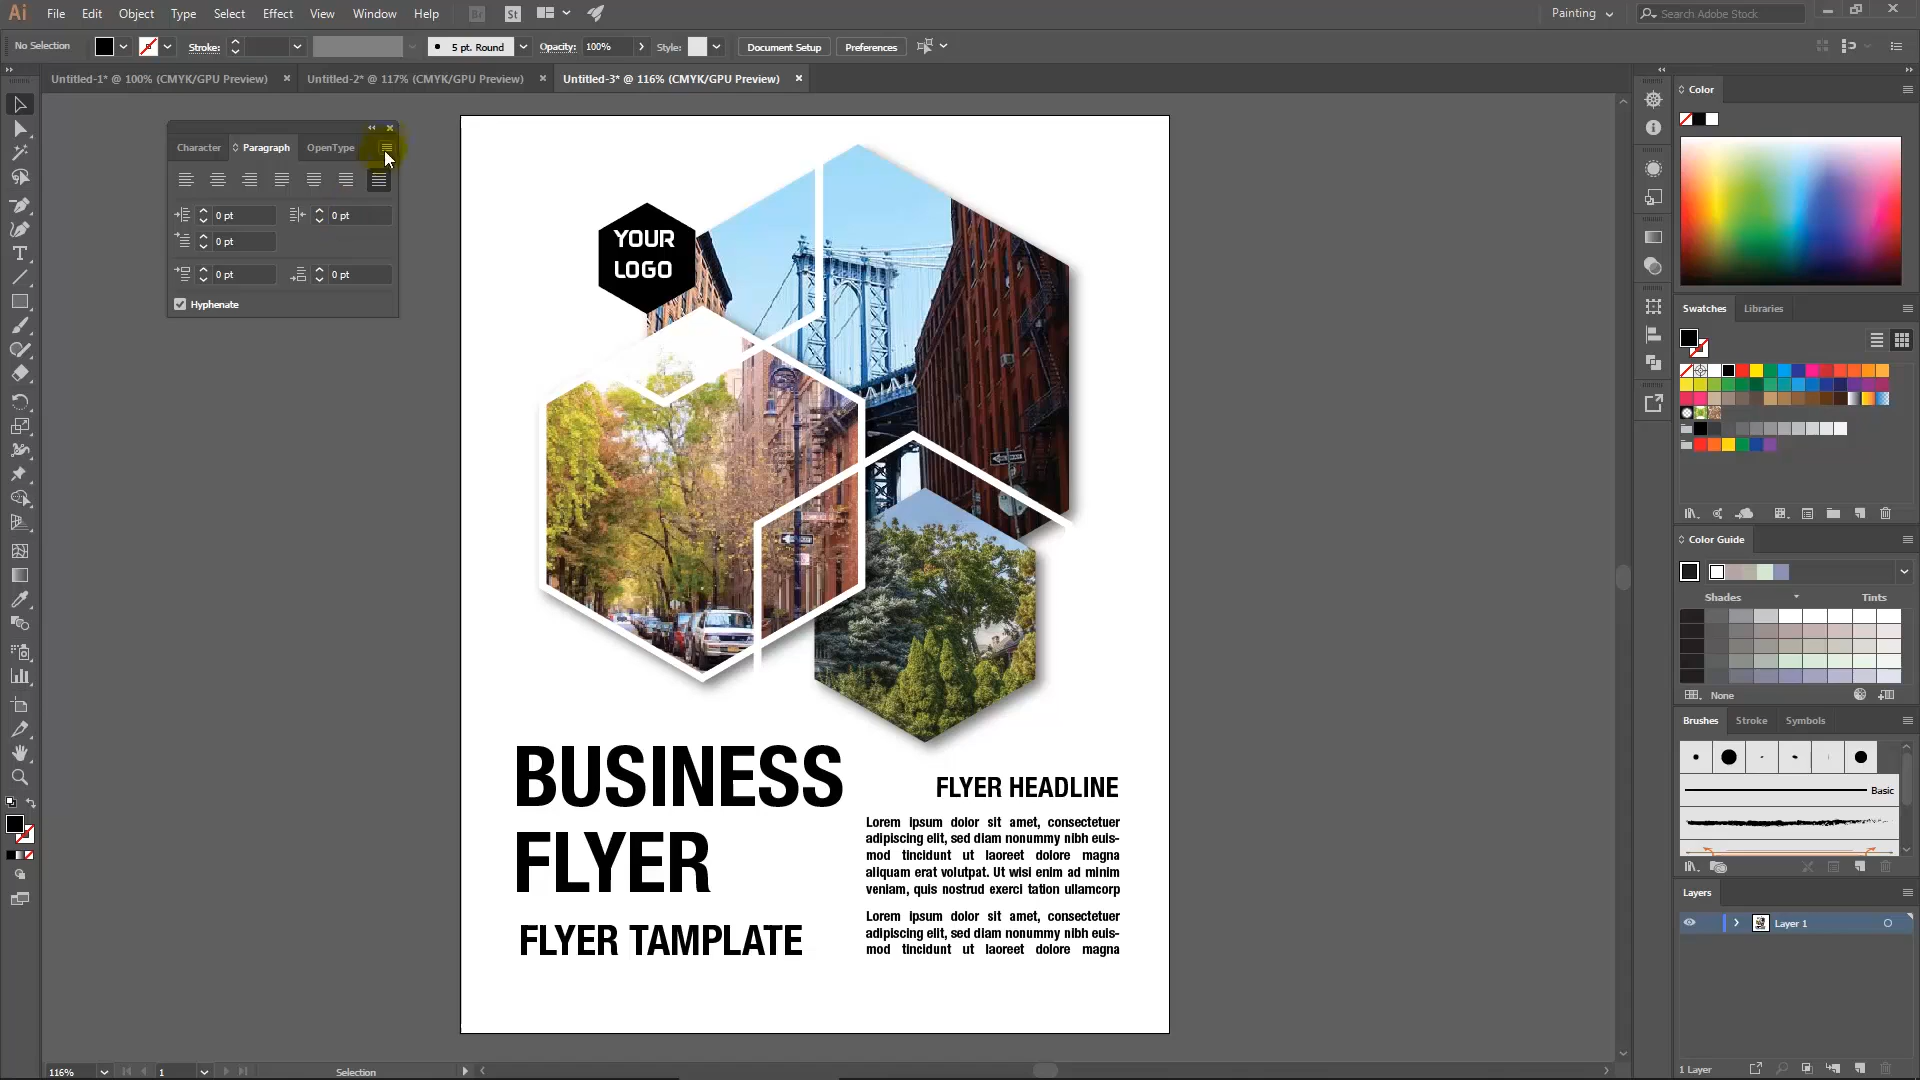 Ai File Edit Object Type Select Effect View Window Help Br St Painting Search Adobe Stock
No Selection Stroke: 5 pt. Round Opacity: 100% Style: Document Setup Preferences
Untitled-1* @ 100% (CMYK/GPU Preview) Untitled-2* @ 117% (CMYK/GPU Preview) Untitled-3* @ 116% (CMYK/GPU Preview)
Character Paragraph OpenType
0 pt 0 pt
0 pt
0 pt 0 pt
Hyphenate
YOUR
LOGO
BUSINESS
FLYER
FLYER TAMPLATE
FLYER HEADLINE
Lorem ipsum dolor sit amet, consectetuer
adipiscing elit, sed diam nonummy nibh euis-
mod tincidunt ut laoreet dolore magna
aliquam erat volutpat. Ut wisi enim ad minim
veniam, quis nostrud exerci tation ullamcorp
Lorem ipsum dolor sit amet, consectetuer
adipiscing elit, sed diam nonummy nibh euis-
mod tincidunt ut laoreet dolore magna
Color
Swatches Libraries
Color Guide
Shades Tints
None
Brushes Stroke Symbols
Basic
Layers
Layer 1
1 Layer
116% 1 Selection